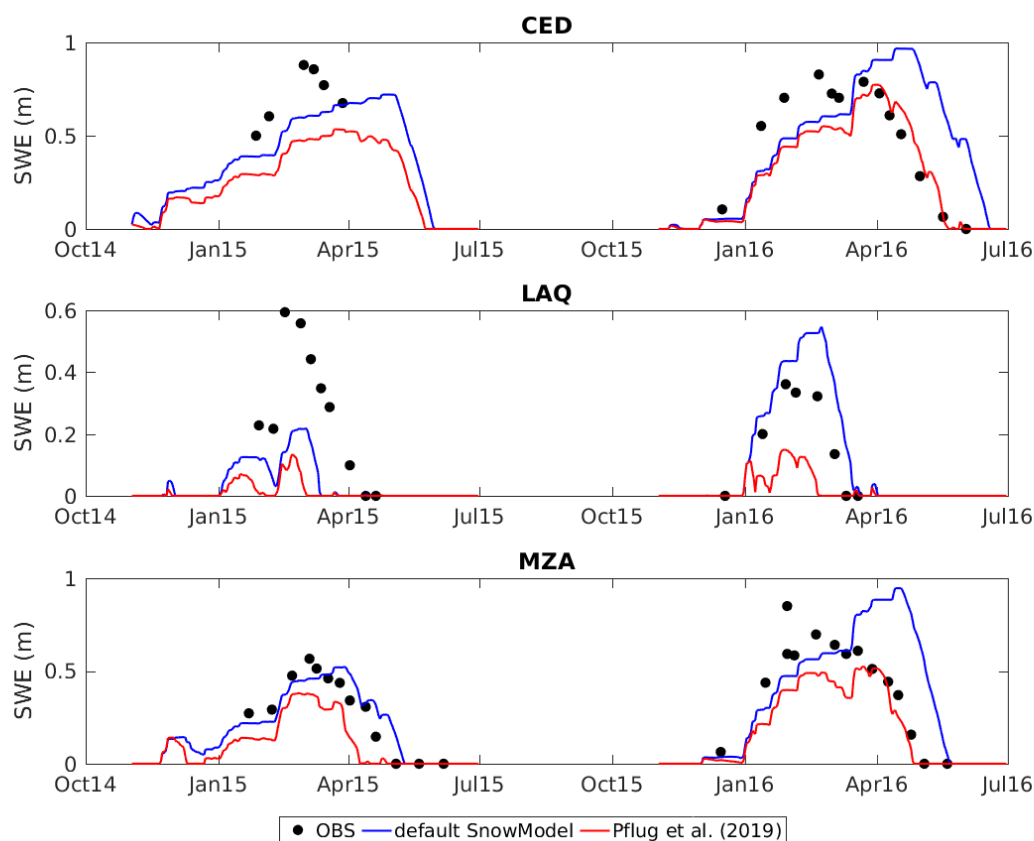 CED
1
0.5
0
SWE (m)
Oct14 Jan15 Apr15 Jul15 Oct15 Jan16 Apr16 Jul16
LAQ
0.6
0.4
0.2
0
SWE (m)
Oct14 Jan15 Apr15 Jul15 Oct15 Jan16 Apr16 Jul16
MZA
1
0.5
0
SWE (m)
Oct14 Jan15 Apr15 Jul15 Oct15 Jan16 Apr16 Jul16
OBS default SnowModel Pflug et al. (2019)